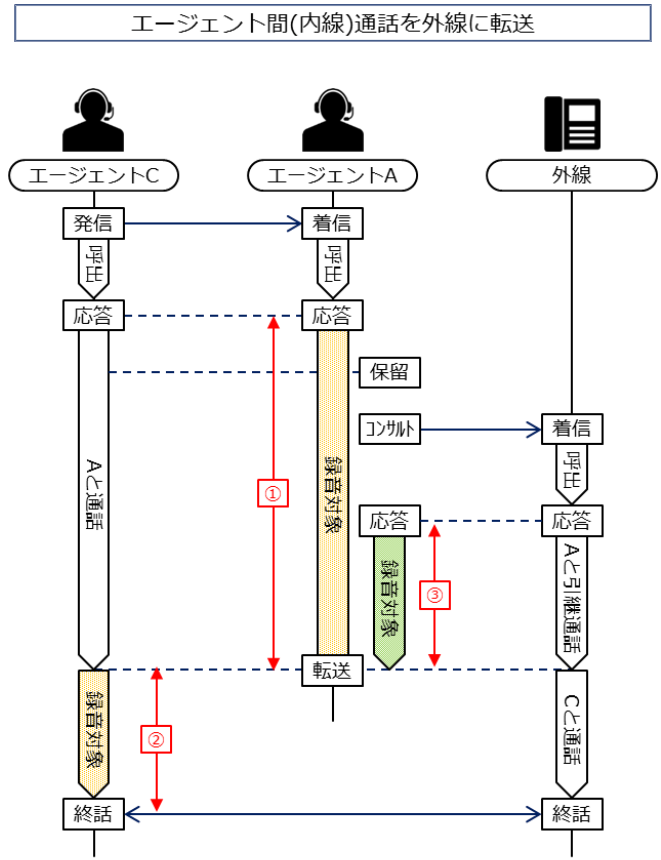 エージェント間(内線)通話を外線に転送
エージェントC
エージェントA
外線
発信
着信
呼出
呼出
応答
応答
①
保留
コンサルト
着信
呼出
Aと通話
録音対象
応答
応答
録音対象
③
Aと引継通話
転送
録音対象
②
Cと通話
終話
終話